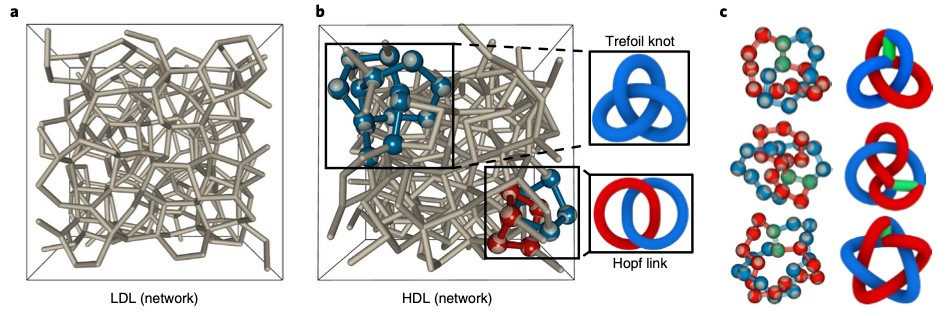 a
b
c
Trefoil knot
Hopf link
LDL (network)
HDL (network)